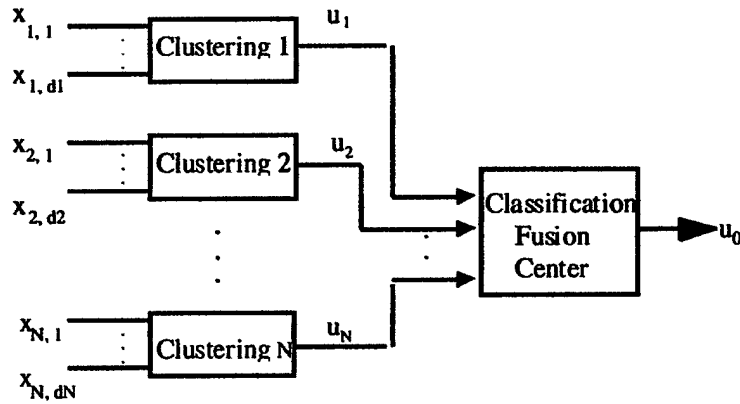 x1, 1
x1, d1
Clustering 1
u1
x2, 1
x2, d2
Clustering 2
u2
Classification
Fusion
Center
u0
xN, 1
xN, dN
Clustering N
uN